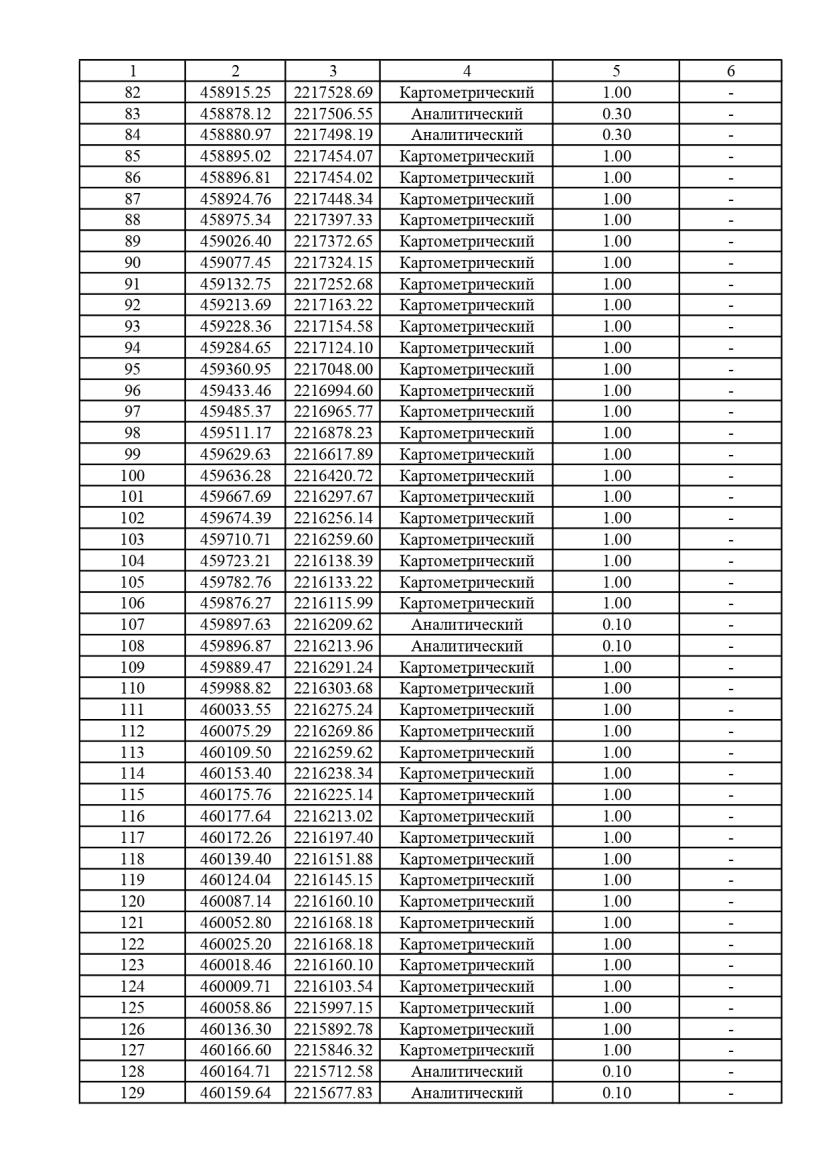 1 2 3 4 5 6
82 458915.25 2217528.69 Картометрический 1.00 -
83 458878.12 2217506.55 Аналитический 0.30 -
84 458880.97 2217498.19 Аналитический 0.30 -
85 458895.02 2217454.07 Картометрический 1.00 -
86 458896.81 2217454.02 Картометрический 1.00 -
87 458924.76 2217448.34 Картометрический 1.00 -
88 458975.34 2217397.33 Картометрический 1.00 -
89 459026.40 2217372.65 Картометрический 1.00 -
90 459077.45 2217324.15 Картометрический 1.00 -
91 459132.75 2217252.68 Картометрический 1.00 -
92 459213.69 2217163.22 Картометрический 1.00 -
93 459228.36 2217154.58 Картометрический 1.00 -
94 459284.65 2217124.10 Картометрический 1.00 -
95 459360.95 2217048.00 Картометрический 1.00 -
96 459433.46 2216994.60 Картометрический 1.00 -
97 459485.37 2216965.77 Картометрический 1.00 -
98 459511.17 2216878.23 Картометрический 1.00 -
99 459629.63 2216617.89 Картометрический 1.00 -
100 459636.28 2216420.72 Картометрический 1.00 -
101 459667.69 2216297.67 Картометрический 1.00 -
102 459674.39 2216256.14 Картометрический 1.00 -
103 459710.71 2216259.60 Картометрический 1.00 -
104 459723.21 2216138.39 Картометрический 1.00 -
105 459782.76 2216133.22 Картометрический 1.00 -
106 459876.27 2216115.99 Картометрический 1.00 -
107 459897.63 2216209.62 Аналитический 0.10 -
108 459896.87 2216213.96 Аналитический 0.10 -
109 459889.47 2216291.24 Картометрический 1.00 -
110 459988.82 2216303.68 Картометрический 1.00 -
111 460033.55 2216275.24 Картометрический 1.00 -
112 460075.29 2216269.86 Картометрический 1.00 -
113 460109.50 2216259.62 Картометрический 1.00 -
114 460153.40 2216238.34 Картометрический 1.00 -
115 460175.76 2216225.14 Картометрический 1.00 -
116 460177.64 2216213.02 Картометрический 1.00 -
117 460172.26 2216197.40 Картометрический 1.00 -
118 460139.40 2216151.88 Картометрический 1.00 -
119 460124.04 2216145.15 Картометрический 1.00 -
120 460087.14 2216160.10 Картометрический 1.00 -
121 460052.80 2216168.18 Картометрический 1.00 -
122 460025.20 2216168.18 Картометрический 1.00 -
123 460018.46 2216160.10 Картометрический 1.00 -
124 460009.71 2216103.54 Картометрический 1.00 -
125 460058.86 2215997.15 Картометрический 1.00 -
126 460136.30 2215892.78 Картометрический 1.00 -
127 460166.60 2215846.32 Картометрический 1.00 -
128 460164.71 2215712.58 Аналитический 0.10 -
129 460159.64 2215677.83 Аналитический 0.10 -